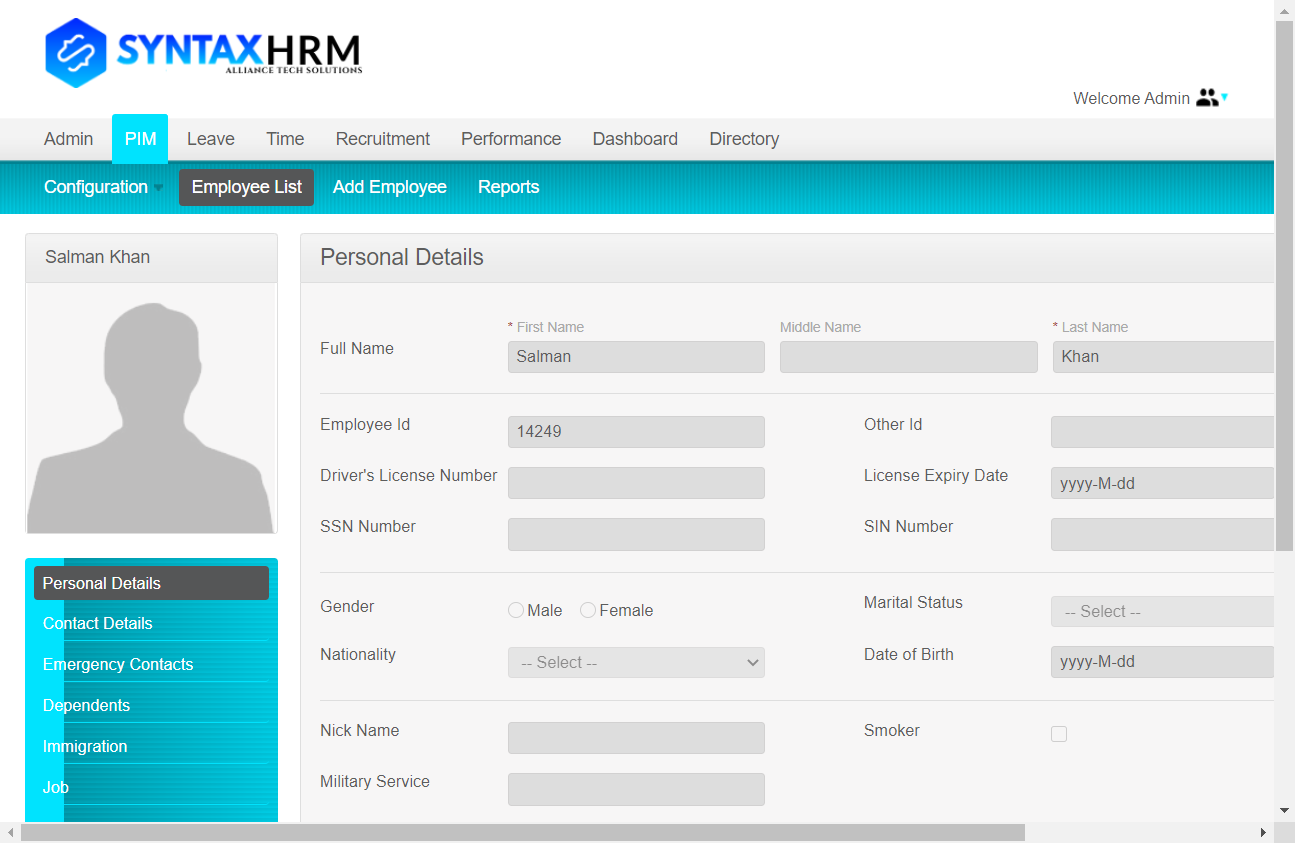 SYNTAXHRM
ALLIANCE TECH SOLUTIONS
Welcome Admin
Admin PIM Leave Time Recruitment Performance Dashboard Directory
Configuration Employee List Add Employee Reports
Salman Khan
Personal Details
Contact Details
Emergency Contacts
Dependents
Immigration
Job
Personal Details
* First Name Middle Name * Last Name
Full Name Salman Khan
Employee Id 14249 Other Id
Driver's License Number License Expiry Date yyyy-M-dd
SSN Number SIN Number
Gender Male Female Marital Status -- Select --
Nationality -- Select -- Date of Birth yyyy-M-dd
Nick Name Smoker
Military Service